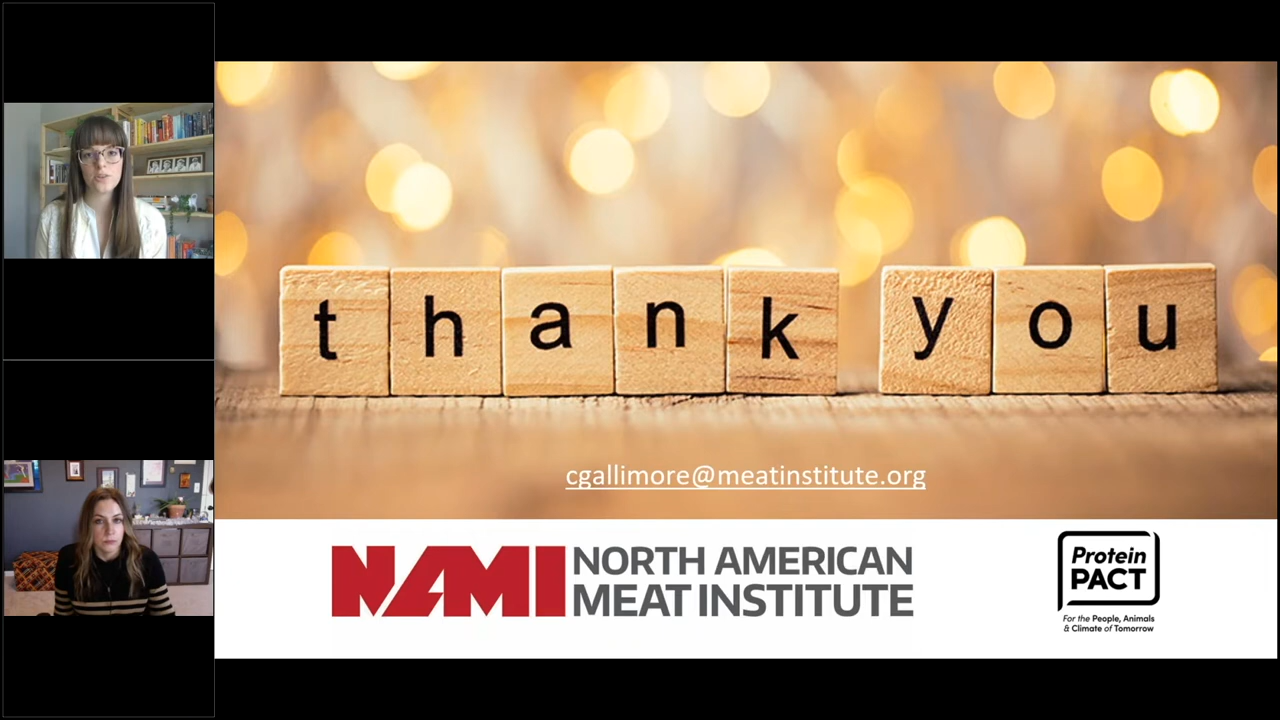 thank you
cgallimore@meatinstitute.org
NAMI NORTH AMERICAN
MEAT INSTITUTE
Protein
PACT
For the People, Animals
& Climate of Tomorrow